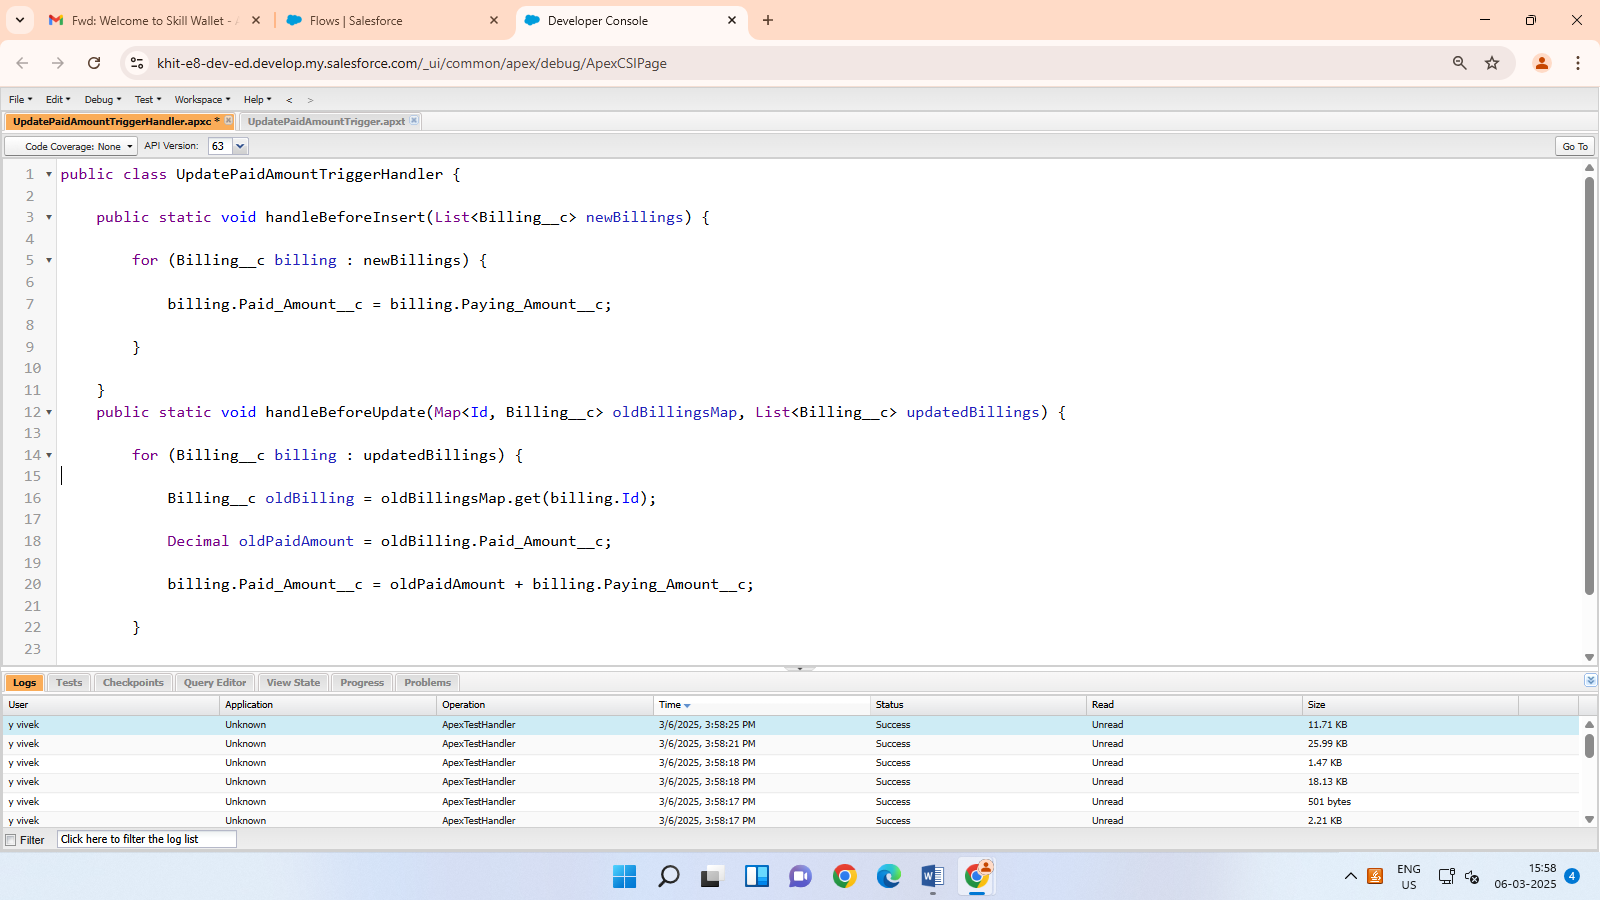 Fwd: Welcome to Skill Wallet -
Flows | Salesforce
Developer Console
khit-e8-dev-ed.develop.my.salesforce.com/_ui/common/apex/debug/ApexCSIPage
File Edit Debug Test Workspace Help < >
UpdatePaidAmountTriggerHandler.apxc * UpdatePaidAmountTrigger.apxt
Code Coverage: None API Version: 63 Go To
1 public class UpdatePaidAmountTriggerHandler {
2
3 public static void handleBeforeInsert(List<Billing__c> newBillings) {
4
5 for (Billing__c billing : newBillings) {
6
7 billing.Paid_Amount__c = billing.Paying_Amount__c;
8
9 }
10
11 }
12 public static void handleBeforeUpdate(Map<Id, Billing__c> oldBillingsMap, List<Billing__c> updatedBillings) {
13
14 for (Billing__c billing : updatedBillings) {
15
16 Billing__c oldBilling = oldBillingsMap.get(billing.Id);
17
18 Decimal oldPaidAmount = oldBilling.Paid_Amount__c;
19
20 billing.Paid_Amount__c = oldPaidAmount + billing.Paying_Amount__c;
21
22 }
23
Logs Tests Checkpoints Query Editor View State Progress Problems
User Application Operation Time Status Read Size
y vivek Unknown ApexTestHandler 3/6/2025, 3:58:25 PM Success Unread 11.71 KB
y vivek Unknown ApexTestHandler 3/6/2025, 3:58:21 PM Success Unread 25.99 KB
y vivek Unknown ApexTestHandler 3/6/2025, 3:58:18 PM Success Unread 1.47 KB
y vivek Unknown ApexTestHandler 3/6/2025, 3:58:18 PM Success Unread 18.13 KB
y vivek Unknown ApexTestHandler 3/6/2025, 3:58:17 PM Success Unread 501 bytes
y vivek Unknown ApexTestHandler 3/6/2025, 3:58:17 PM Success Unread 2.21 KB
Filter Click here to filter the log list
ENG
US
15:58
06-03-2025
4